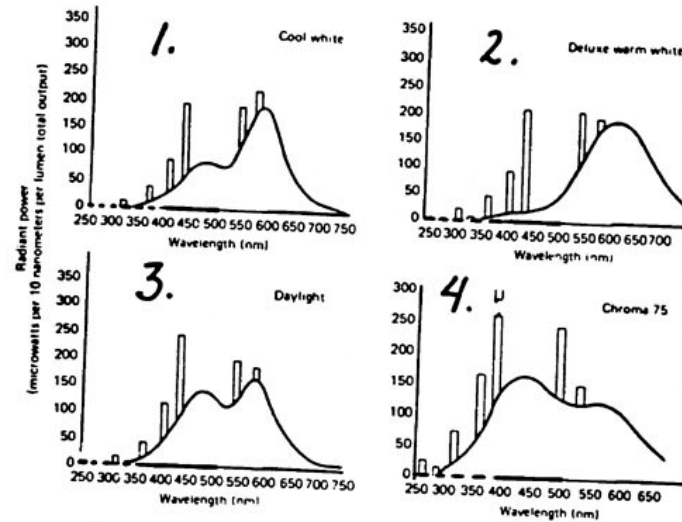 350
300
250
200
150
100
50
0
1.
Cool white
250 300 350 400 450 500 550 600 650 700 750
Wavelength (nm)
350
300
250
200
150
100
50
0
2.
Deluxe warm white
250 300 350 400 450 500 550 600 650 700
Wavelength (nm)
Radiant power
(microwatts per 10 nanometers per lumen total output)
350
300
250
200
150
100
50
0
3.
Daylight
250 300 350 400 450 500 550 600 650 700 750
Wavelength (nm)
300
250
200
150
100
50
0
4.
Chroma 75
250 300 350 400 450 500 550 600 650
Wavelength (nm)